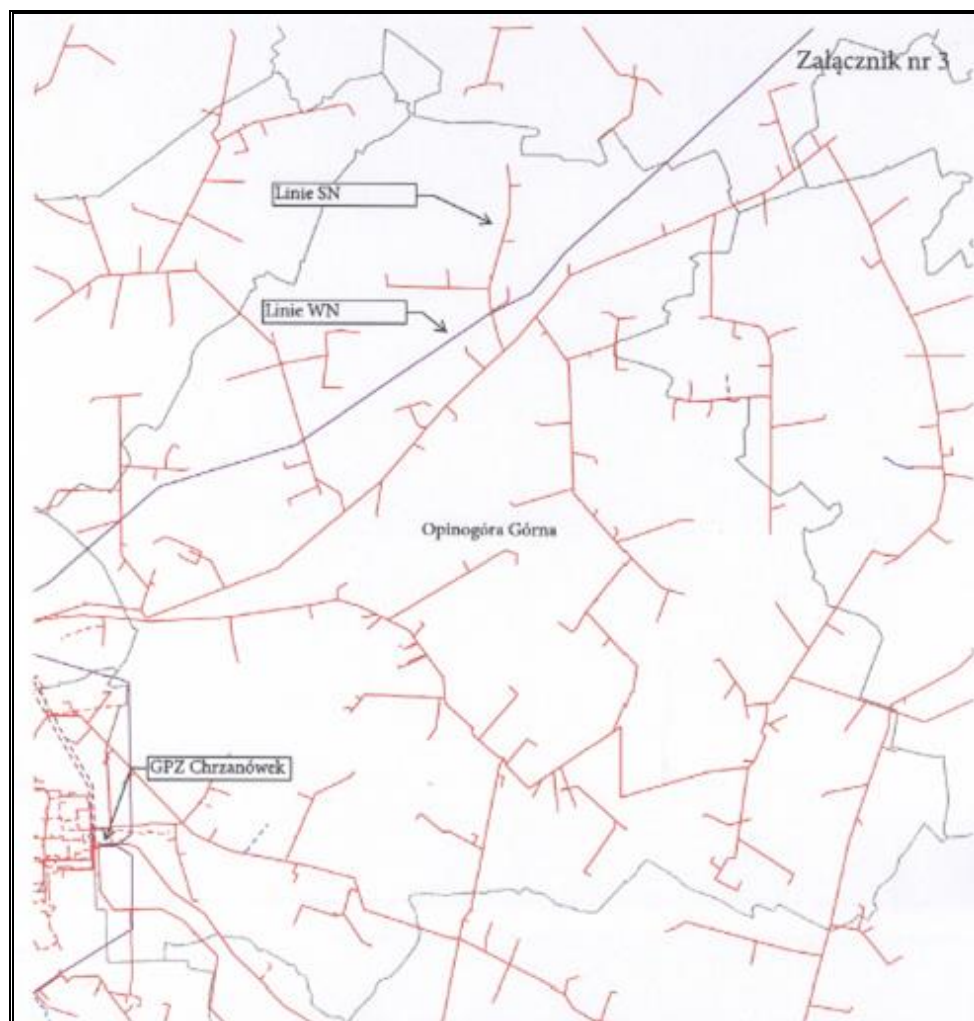 Załącznik nr 3
Linie SN
Linie WN
Opinogóra Górna
GPZ Chrzanówek